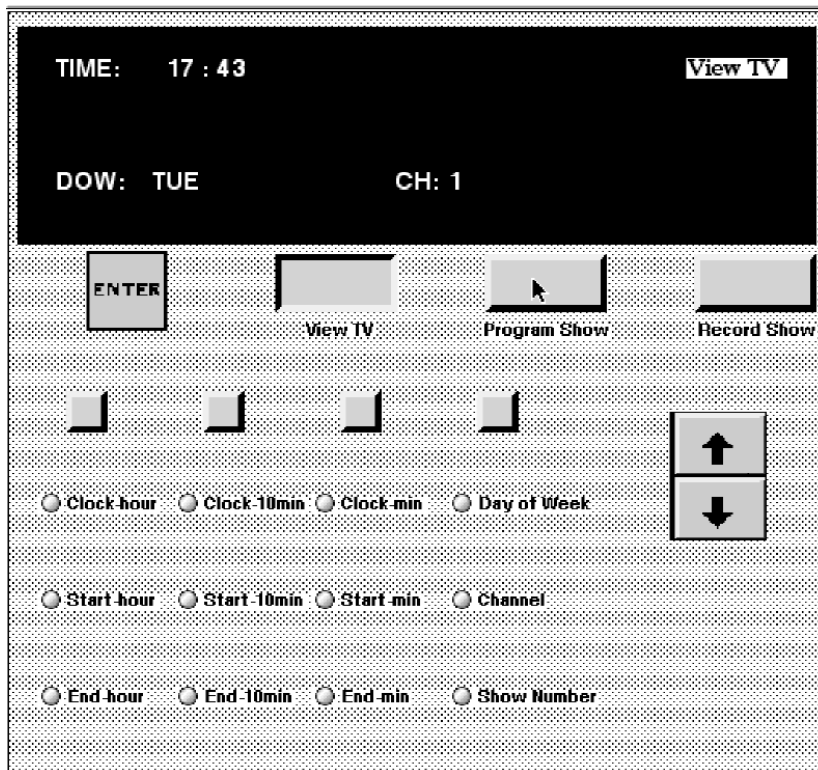 TIME: 17 : 43 View TV
DOW: TUE CH: 1
ENTER
View TV Program Show Record Show
Clock-hour Clock-10min Clock-min Day of Week
Start-hour Start-10min Start-min Channel
End-hour End-10min End-min Show Number